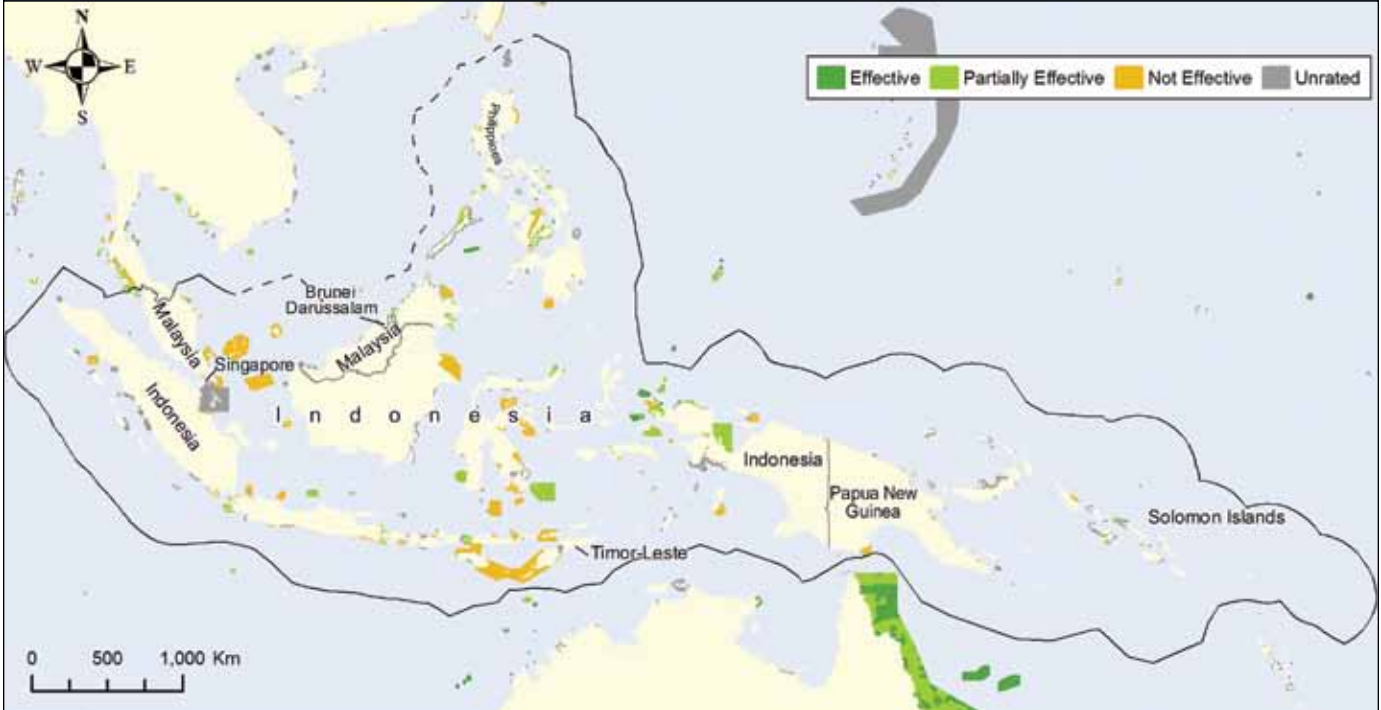 N
W E
S
Effective Partially Effective Not Effective Unrated
Philippines
Brunei
Darussalam
Malaysia
Malaysia
Singapore
Indonesia
Indonesia
Indonesia
Papua New
Guinea
Solomon Islands
Timor-Leste
0 500 1,000 Km